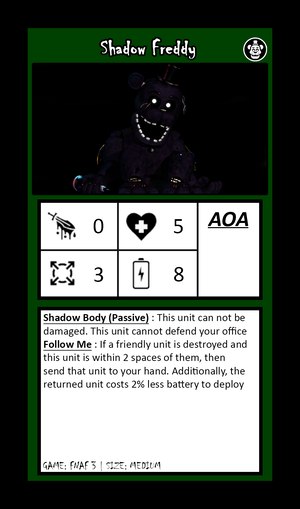 Shadow Freddy
0 5 AOA
3 8
Shadow Body (Passive) : This unit can not be
damaged. This unit cannot defend your office
Follow Me : If a friendly unit is destroyed and
this unit is within 2 spaces of them, then
send that unit to your hand. Additionally, the
returned unit costs 2% less battery to deploy
GAME: FNAF 3 | SIZE: MEDIUM